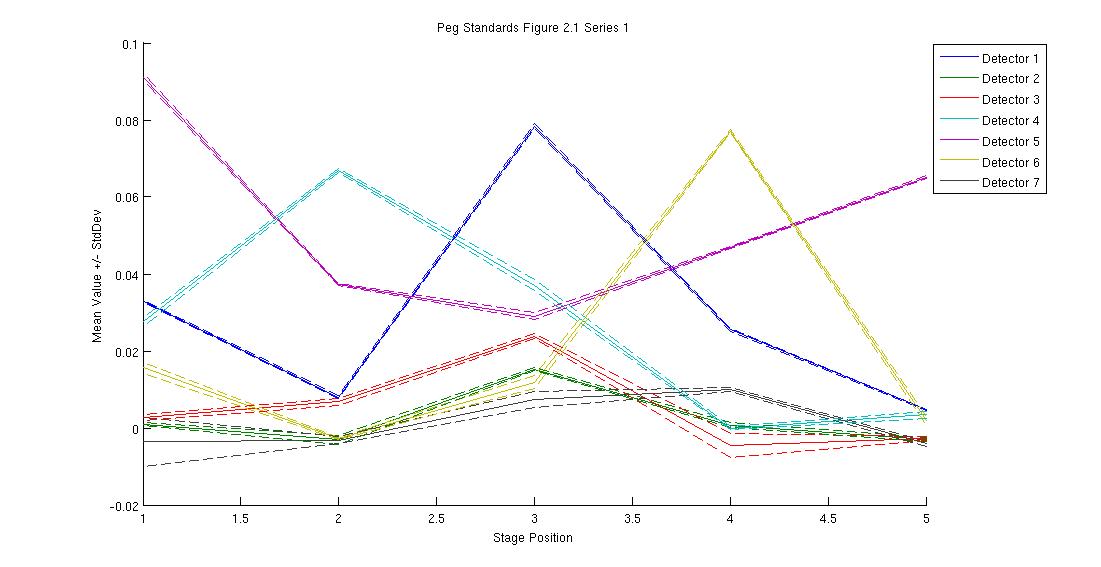 Peg Standards Figure 2.1 Series 1
Mean Value +/- StdDev
0.1
0.08
0.06
0.04
0.02
0
-0.02
1 1.5 2 2.5 3 3.5 4 4.5 5
Stage Position
Detector 1
Detector 2
Detector 3
Detector 4
Detector 5
Detector 6
Detector 7